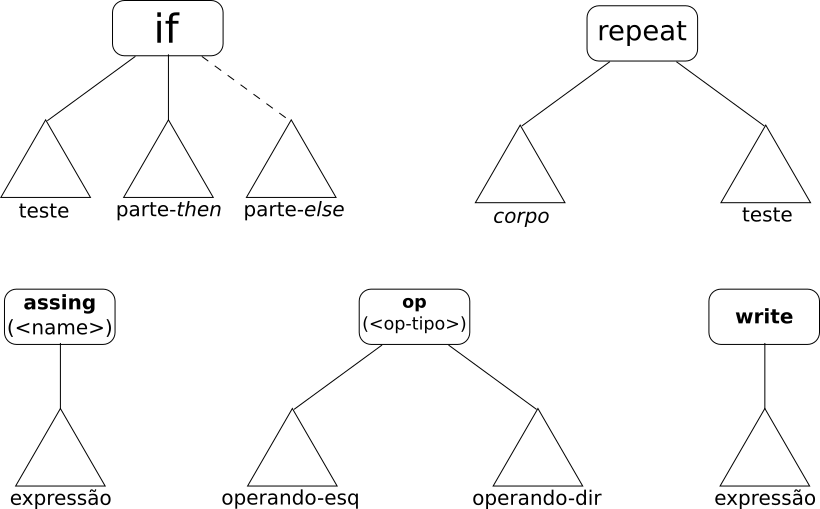 if
repeat
teste
parte-then
parte-else
corpo
teste
assing
(<name>)
op
(<op-tipo>)
write
expressão
operando-esq
operando-dir
expressão